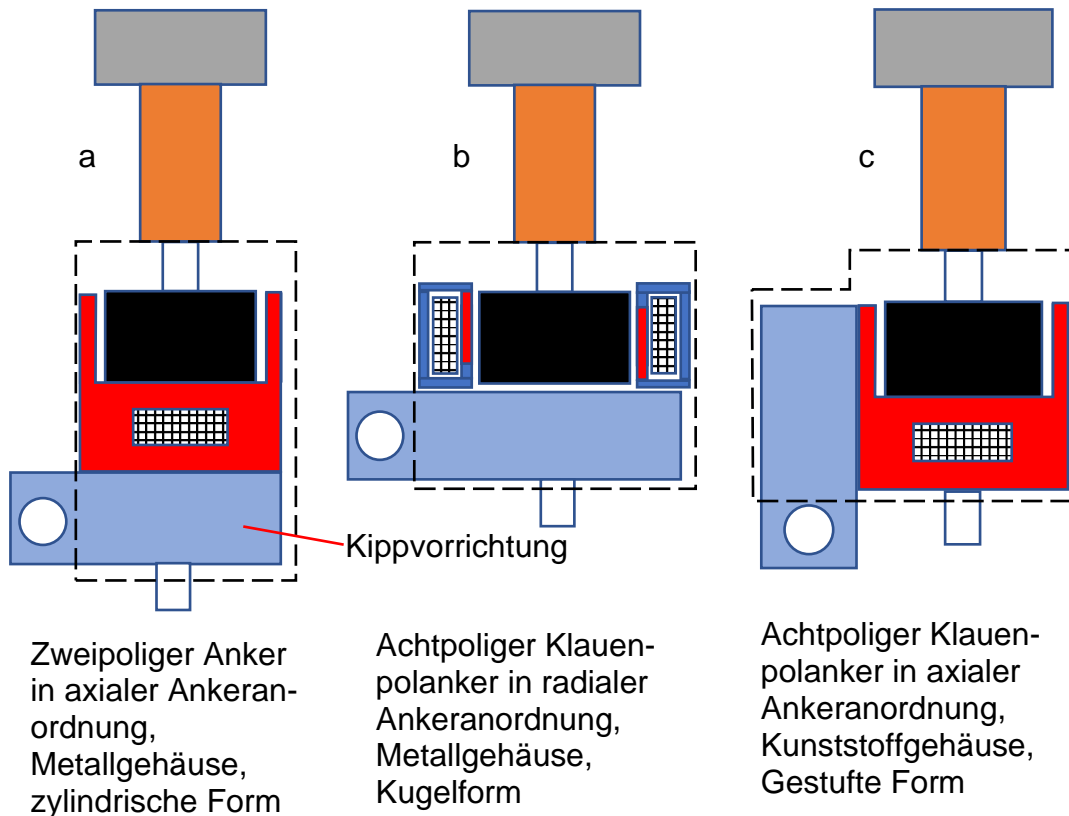 a
b
c
Kippvorrichtung
Zweipoliger Anker
in axialer Ankeran-
ordnung,
Metallgehäuse,
zylindrische Form
Achtpoliger Klauen-
polanker in radialer
Ankeranordnung,
Metallgehäuse,
Kugelform
Achtpoliger Klauen-
polanker in axialer
Ankeranordnung,
Kunststoffgehäuse,
Gestufte Form